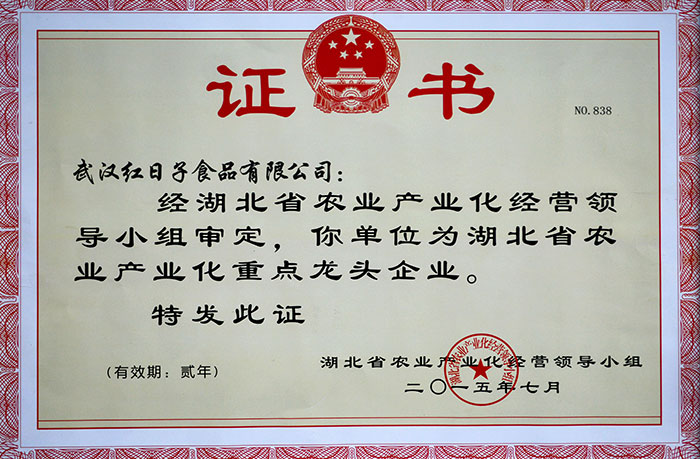 证书
NO.838
武汉红日子食品有限公司：
经湖北省农业产业化经营领
导小组审定，你单位为湖北省农
业产业化重点龙头企业。
特发此证
湖北省农业产业化经营领导小组
（有效期：贰年）
二〇一五年七月